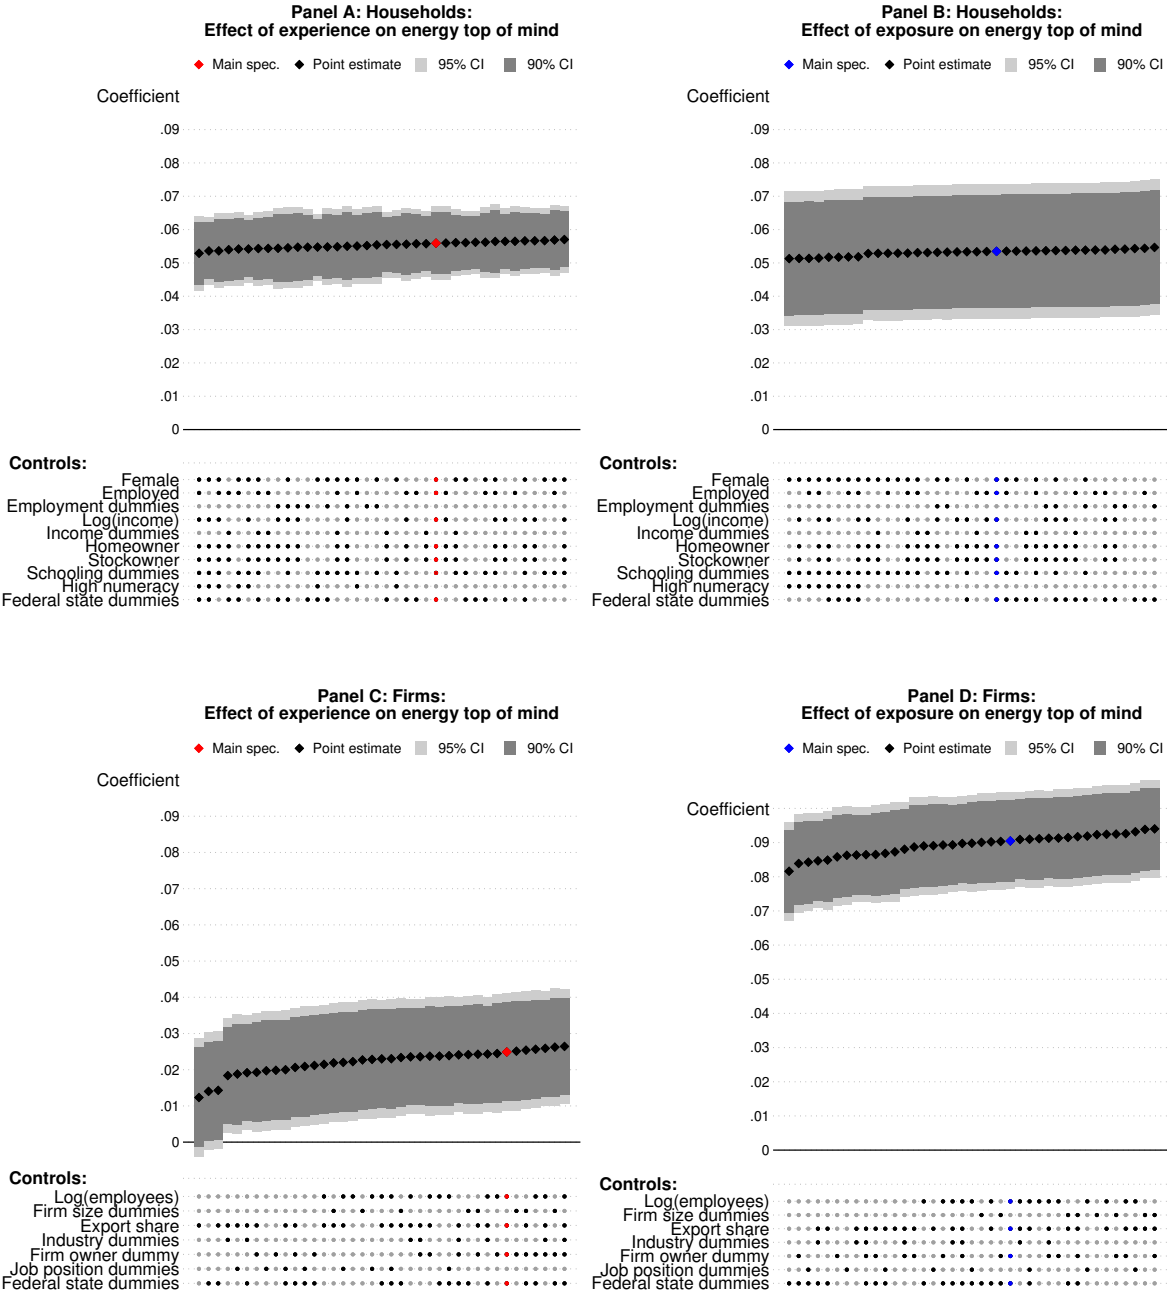 Panel A: Households:
Effect of experience on energy top of mind
Main spec. Point estimate 95% CI 90% CI
Coefficient
.09
.08
.07
.06
.05
.04
.03
.02
.01
0
Controls:
Female
Employed
Employment dummies
Log(income)
Income dummies
Homeowner
Stockowner
Schooling dummies
High numeracy
Federal state dummies
Panel B: Households:
Effect of exposure on energy top of mind
Main spec. Point estimate 95% CI 90% CI
Coefficient
.09
.08
.07
.06
.05
.04
.03
.02
.01
0
Controls:
Female
Employed
Employment dummies
Log(income)
Income dummies
Homeowner
Stockowner
Schooling dummies
High numeracy
Federal state dummies
Panel C: Firms:
Effect of experience on energy top of mind
Main spec. Point estimate 95% CI 90% CI
Coefficient
.09
.08
.07
.06
.05
.04
.03
.02
.01
0
Controls:
Log(employees)
Firm size dummies
Export share
Industry dummies
Firm owner dummy
Job position dummies
Federal state dummies
Panel D: Firms:
Effect of exposure on energy top of mind
Main spec. Point estimate 95% CI 90% CI
Coefficient
.09
.08
.07
.06
.05
.04
.03
.02
.01
0
Controls:
Log(employees)
Firm size dummies
Export share
Industry dummies
Firm owner dummy
Job position dummies
Federal state dummies